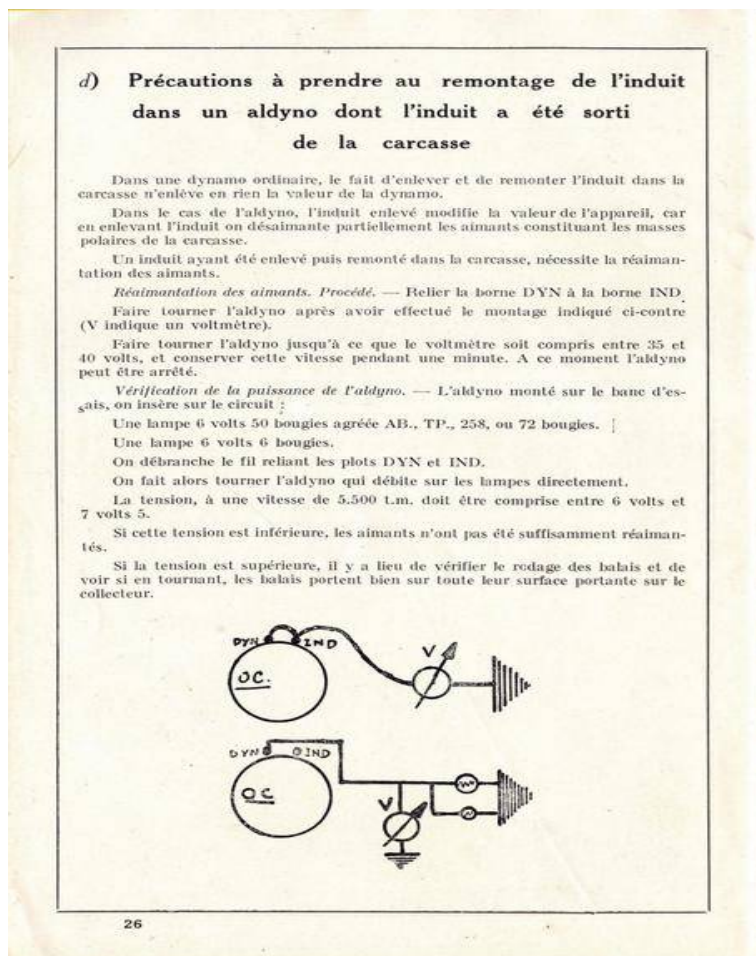 d) Précautions à prendre au remontage de l'induit
dans un aldyno dont l'induit a été sorti
de la carcasse
Dans une dynamo ordinaire, le fait d'enlever et de remonter l'induit dans la
carcasse n'enlève en rien la valeur de la dynamo.
Dans le cas de l'aldyno, l'induit enlevé modifie la valeur de l'appareil, car
en enlevant l'induit on désaimante partiellement les aimants constituant les masses
polaires de la carcasse.
Un induit ayant été enlevé puis remonté dans la carcasse, nécessite la réaiman-
tation des aimants.
Réaimantation des aimants. Procédé. — Relier la borne DYN à la borne IND.
Faire tourner l'aldyno après avoir effectué le montage indiqué ci-contre
(V indique un voltmètre).
Faire tourner l'aldyno jusqu'à ce que le voltmètre soit compris entre 35 et
40 volts, et conserver cette vitesse pendant une minute. A ce moment l'aldyno
peut être arrêté.
Vérification de la puissance de l'aldyno. — L'aldyno monté sur le banc d'es-
sais, on insère sur le circuit :
Une lampe 6 volts 50 bougies agréée AB., TP., 258, ou 72 bougies.
Une lampe 6 volts 6 bougies.
On débranche le fil reliant les plots DYN et IND.
On fait alors tourner l'aldyno qui débite sur les lampes directement.
La tension, à une vitesse de 5.500 t.m. doit être comprise entre 6 volts et
7 volts 5.
Si cette tension est inférieure, les aimants n'ont pas été suffisamment réaiman-
tés.
Si la tension est supérieure, il y a lieu de vérifier le rodage des balais et de
voir si en tournant, les balais portent bien sur toute leur surface portante sur le
collecteur.
DYN IND
V
OC.
DYN IND
OC
V
26